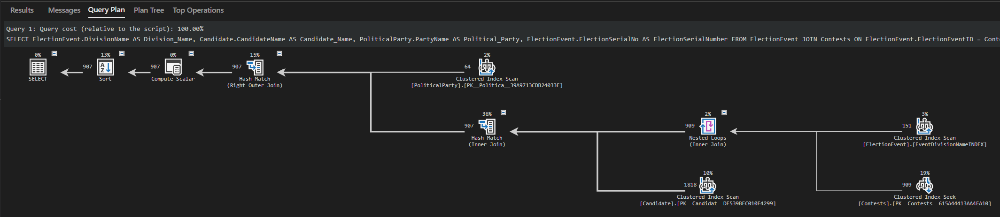 Results Messages Query Plan Plan Tree Top Operations
Query 1: Query cost (relative to the script): 100.00%
SELECT ElectionEvent.DivisionName AS Division_Name, Candidate.CandidateName AS Candidate_Name, PoliticalParty.PartyName AS Political_Party, ElectionEvent.ElectionSerialNo AS ElectionSerialNumber FROM ElectionEvent JOIN Contests ON ElectionEvent.ElectionEventID = Cont
0%
907
SELECT
13%
907
Sort
0%
907
Compute Scalar
15%
Hash Match
(Right Outer Join)
2%
64
Clustered Index Scan
[PoliticalParty].[PK__Politica__39A9713CDB24033F]
36%
907
Hash Match
(Inner Join)
2%
909
Nested Loops
(Inner Join)
3%
151
Clustered Index Scan
[ElectionEvent].[EventDivisionNameINDEX]
10%
1818
Clustered Index Scan
[Candidate].[PK__Candidat__DF539BFC010F4299]
19%
909
Clustered Index Seek
[Contests].[PK__Contests__615A44413AA4EA10]